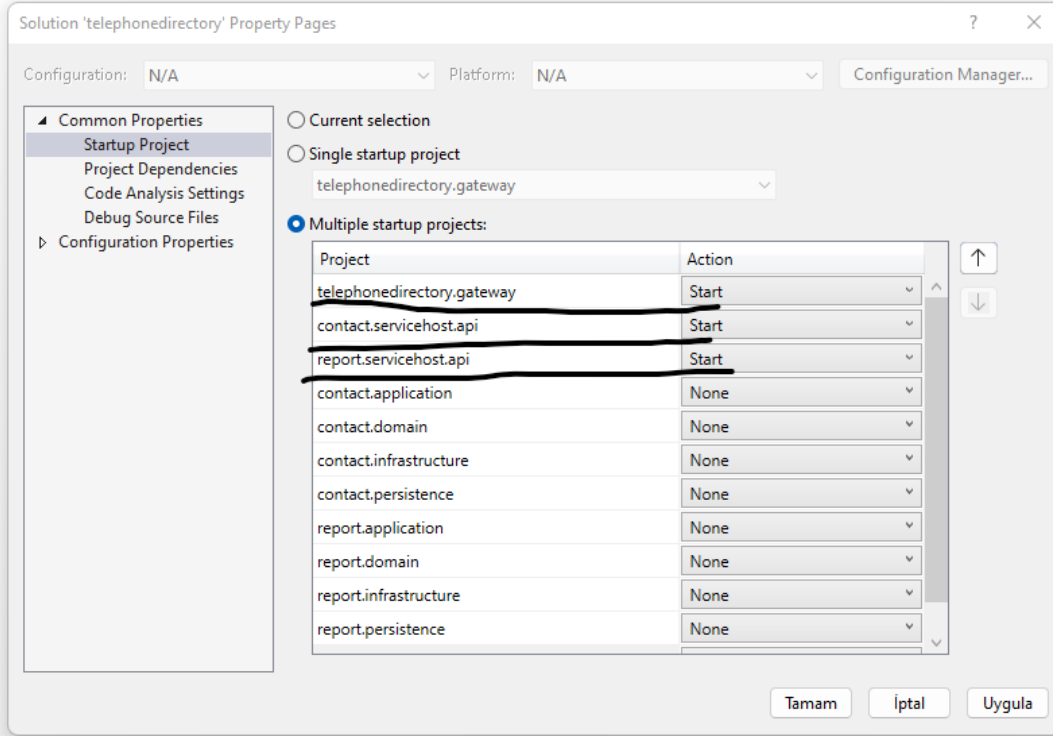 Solution 'telephonedirectory' Property Pages
Configuration: N/A Platform: N/A Configuration Manager...
Common Properties
Startup Project
Project Dependencies
Code Analysis Settings
Debug Source Files
Configuration Properties
Current selection
Single startup project
telephonedirectory.gateway
Multiple startup projects:
Project Action
telephonedirectory.gateway Start
contact.servicehost.api Start
report.servicehost.api Start
contact.application None
contact.domain None
contact.infrastructure None
contact.persistence None
report.application None
report.domain None
report.infrastructure None
report.persistence None
Tamam İptal Uygula